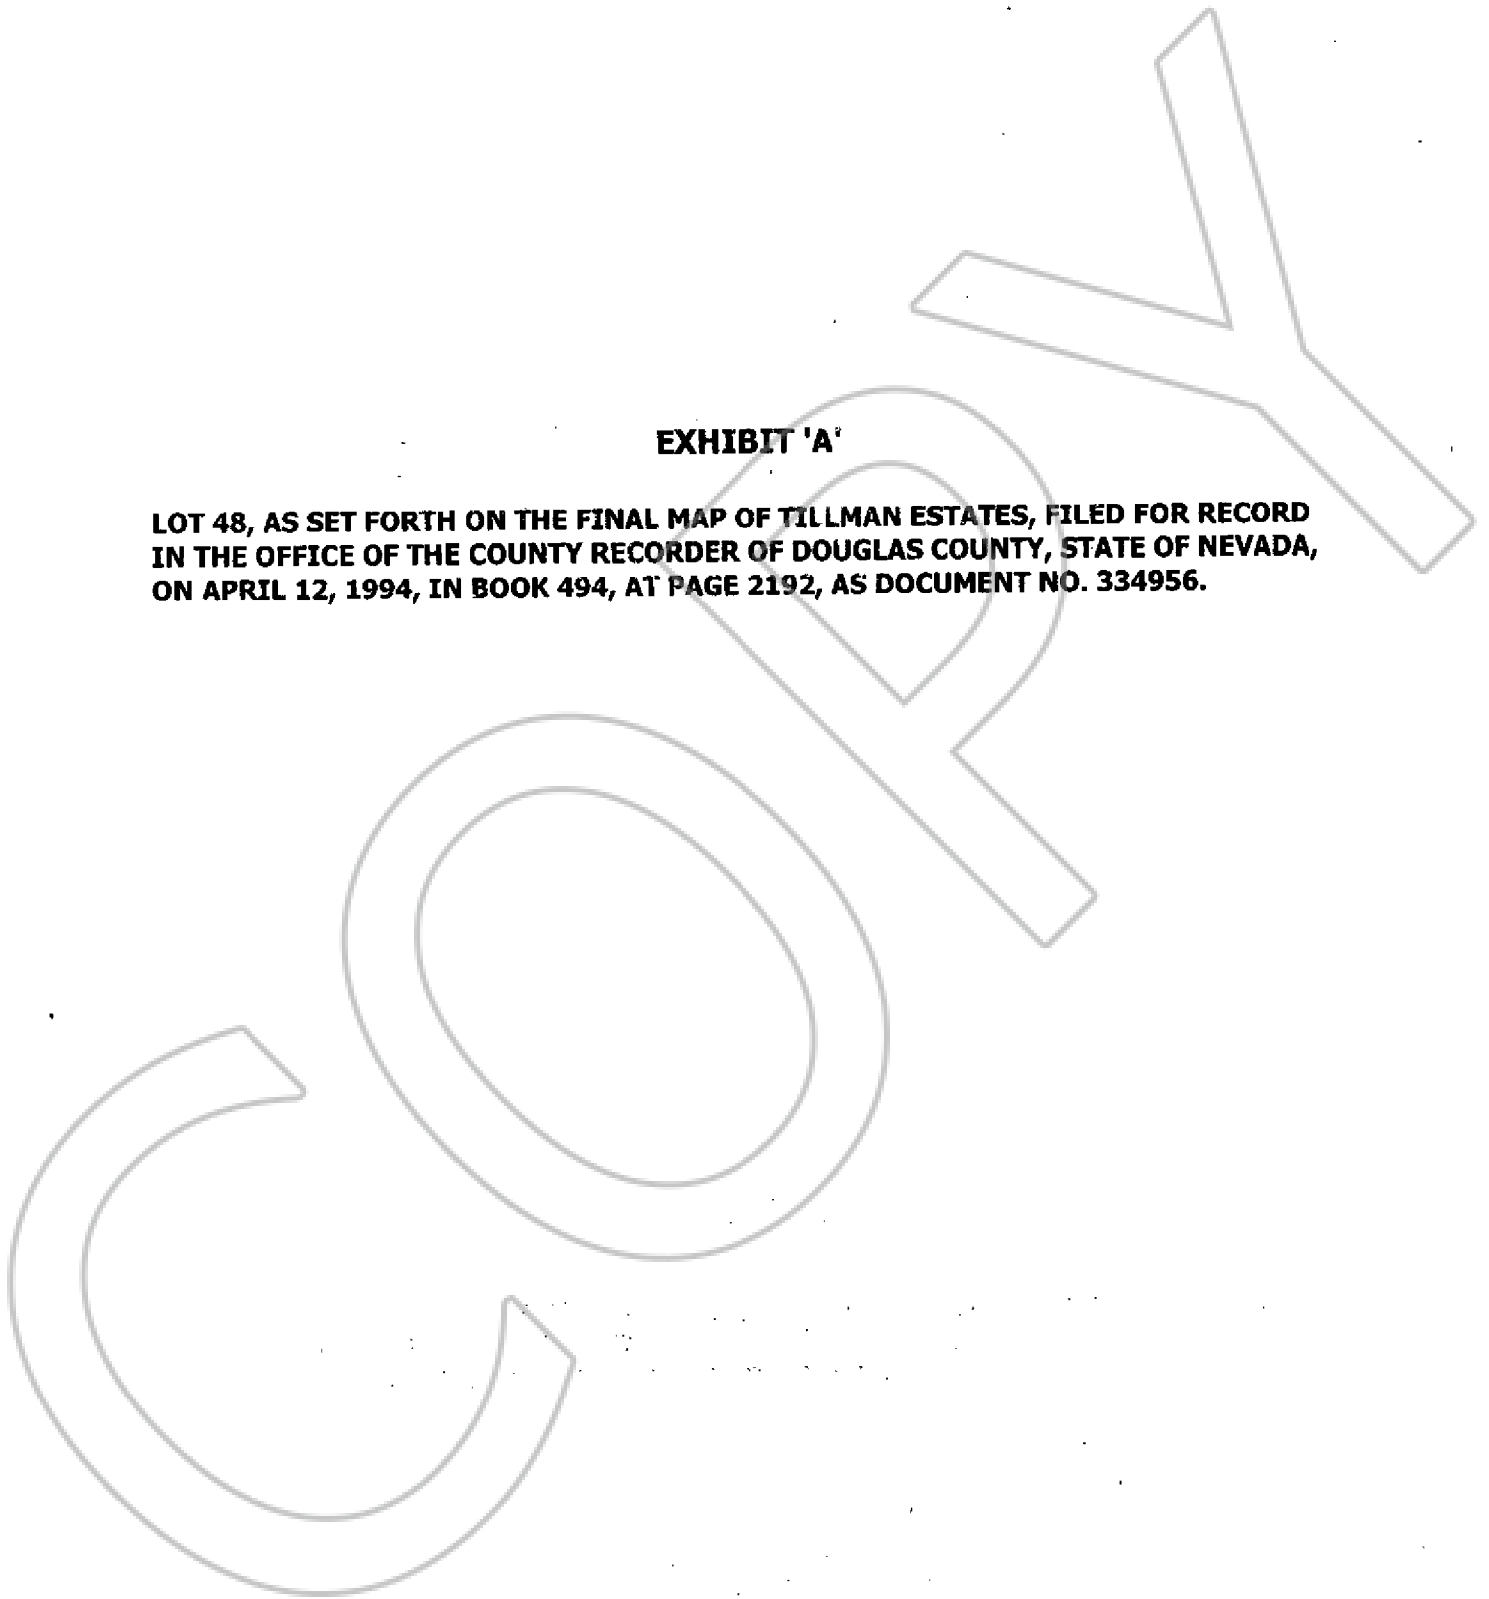 EXHIBIT 'A'
LOT 48, AS SET FORTH ON THE FINAL MAP OF TILLMAN ESTATES, FILED FOR RECORD
IN THE OFFICE OF THE COUNTY RECORDER OF DOUGLAS COUNTY, STATE OF NEVADA,
ON APRIL 12, 1994, IN BOOK 494, AT PAGE 2192, AS DOCUMENT NO. 334956.
COPY